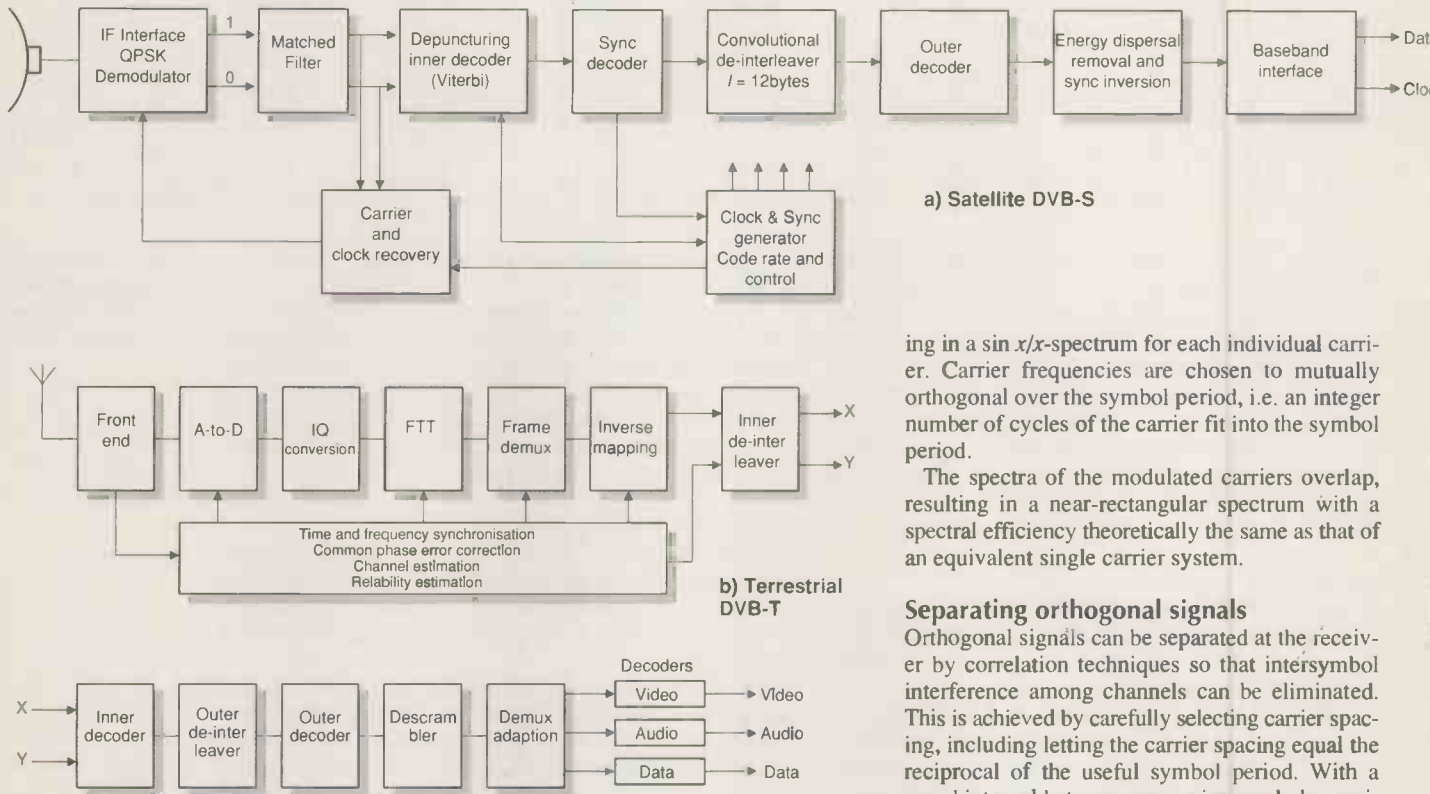 IF Interface
QPSK
Demodulator
1
0
Matched
Filter
Depuncturing
inner decoder
(Viterbi)
Sync
decoder
Convolutional
de-interleaver
I = 12bytes
Outer
decoder
Energy dispersal
removal and
sync inversion
Baseband
interface
Dat
Clo
Carrier
and
clock recovery
Clock & Sync
generator
Code rate and
control
a) Satellite DVB-S
Front
end
A-to-D
IQ
conversion
FTT
Frame
demux
Inverse
mapping
Inner
de-inter
leaver
X
Y
Time and frequency synchronisation
Common phase error correction
Channel estimation
Relability estimation
b) Terrestrial
DVB-T
X
Y
Inner
decoder
Outer
de-inter
leaver
Outer
decoder
Descram
bler
Demux
adaption
Decoders
Video
Audio
Data
Video
Audio
Data
ing in a sin x/x-spectrum for each individual carri-
er. Carrier frequencies are chosen to mutually
orthogonal over the symbol period, i.e. an integer
number of cycles of the carrier fit into the symbol
period.
The spectra of the modulated carriers overlap,
resulting in a near-rectangular spectrum with a
spectral efficiency theoretically the same as that of
an equivalent single carrier system.
Separating orthogonal signals
Orthogonal signals can be separated at the receiv-
er by correlation techniques so that intersymbol
interference among channels can be eliminated.
This is achieved by carefully selecting carrier spac-
ing, including letting the carrier spacing equal the
reciprocal of the useful symbol period. With a